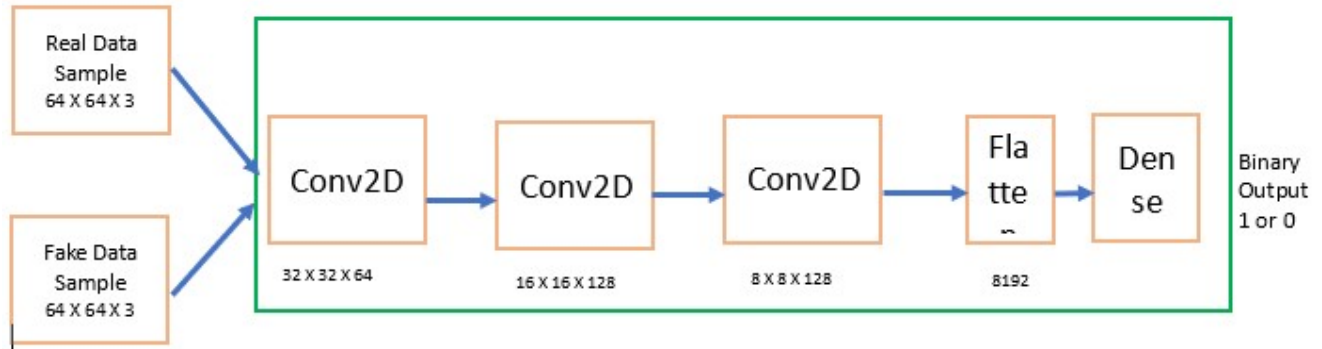 Real Data
Sample
64 X 64 X 3
Fake Data
Sample
64 X 64 X 3
Conv2D
32 X 32 X 64
Conv2D
16 X 16 X 128
Conv2D
8 X 8 X 128
Fla
tte
n
8192
Den
se
Binary
Output
1 or 0